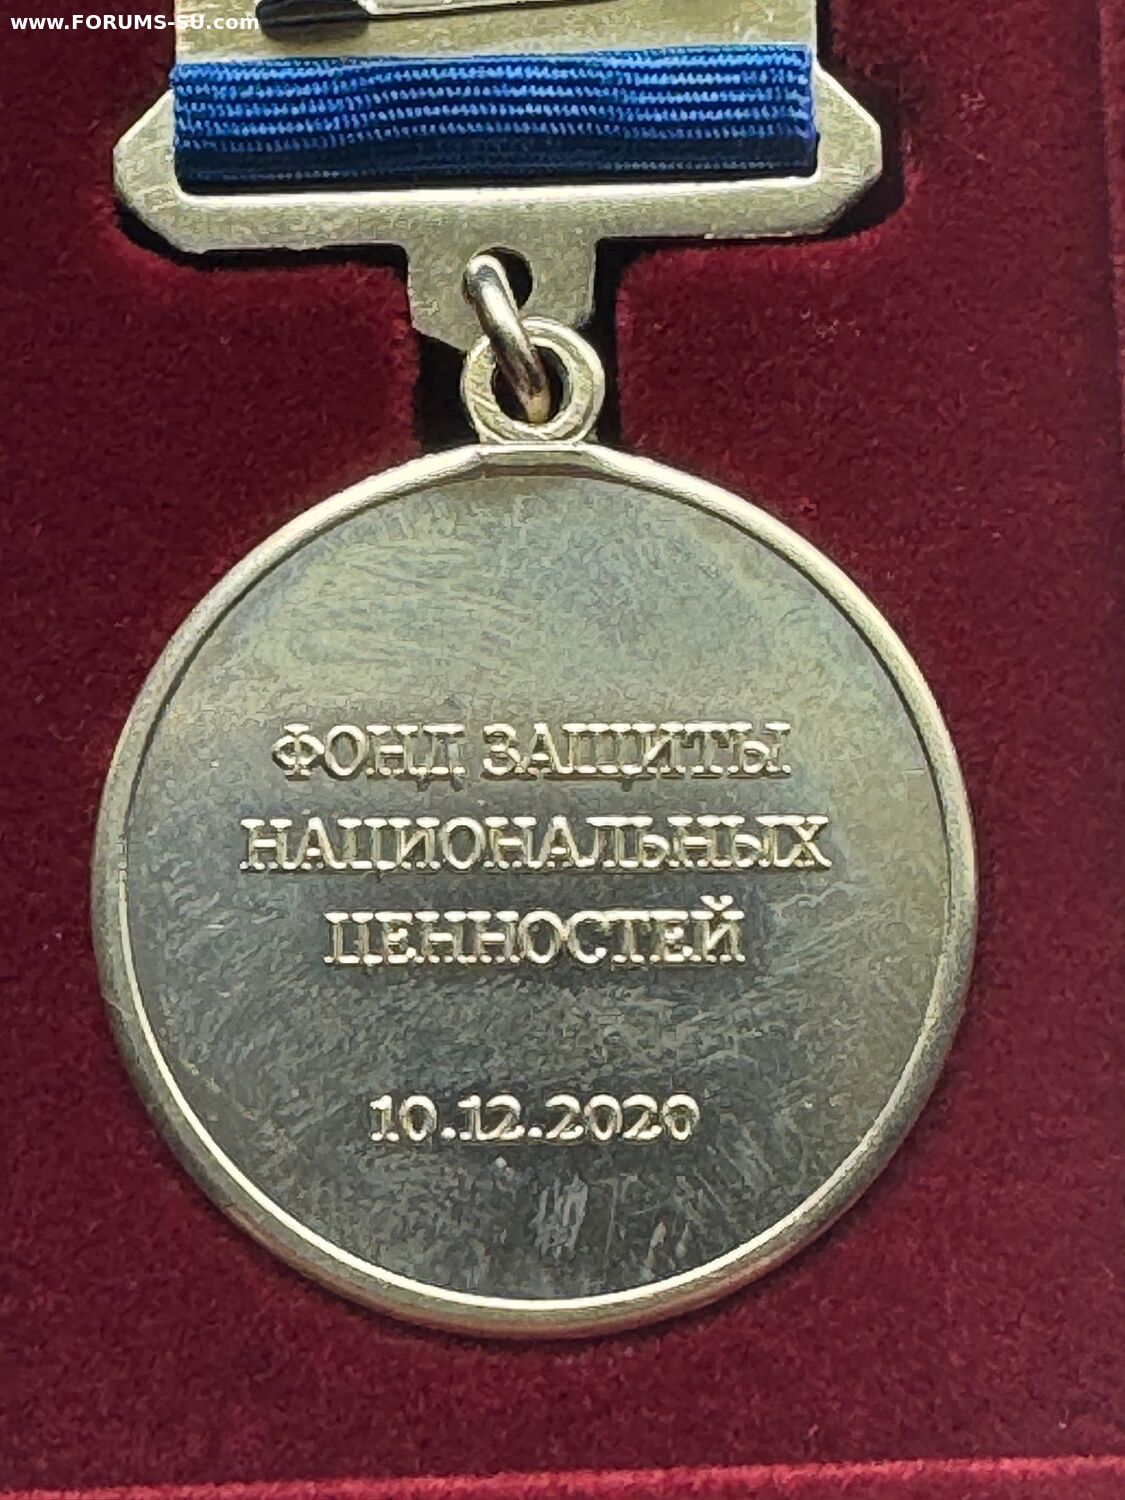 www.FORUMS-SU.com
ФОНД ЗАЩИТЫ
НАЦИОНАЛЬНЫХ
ЦЕННОСТЕЙ
10.12.2020